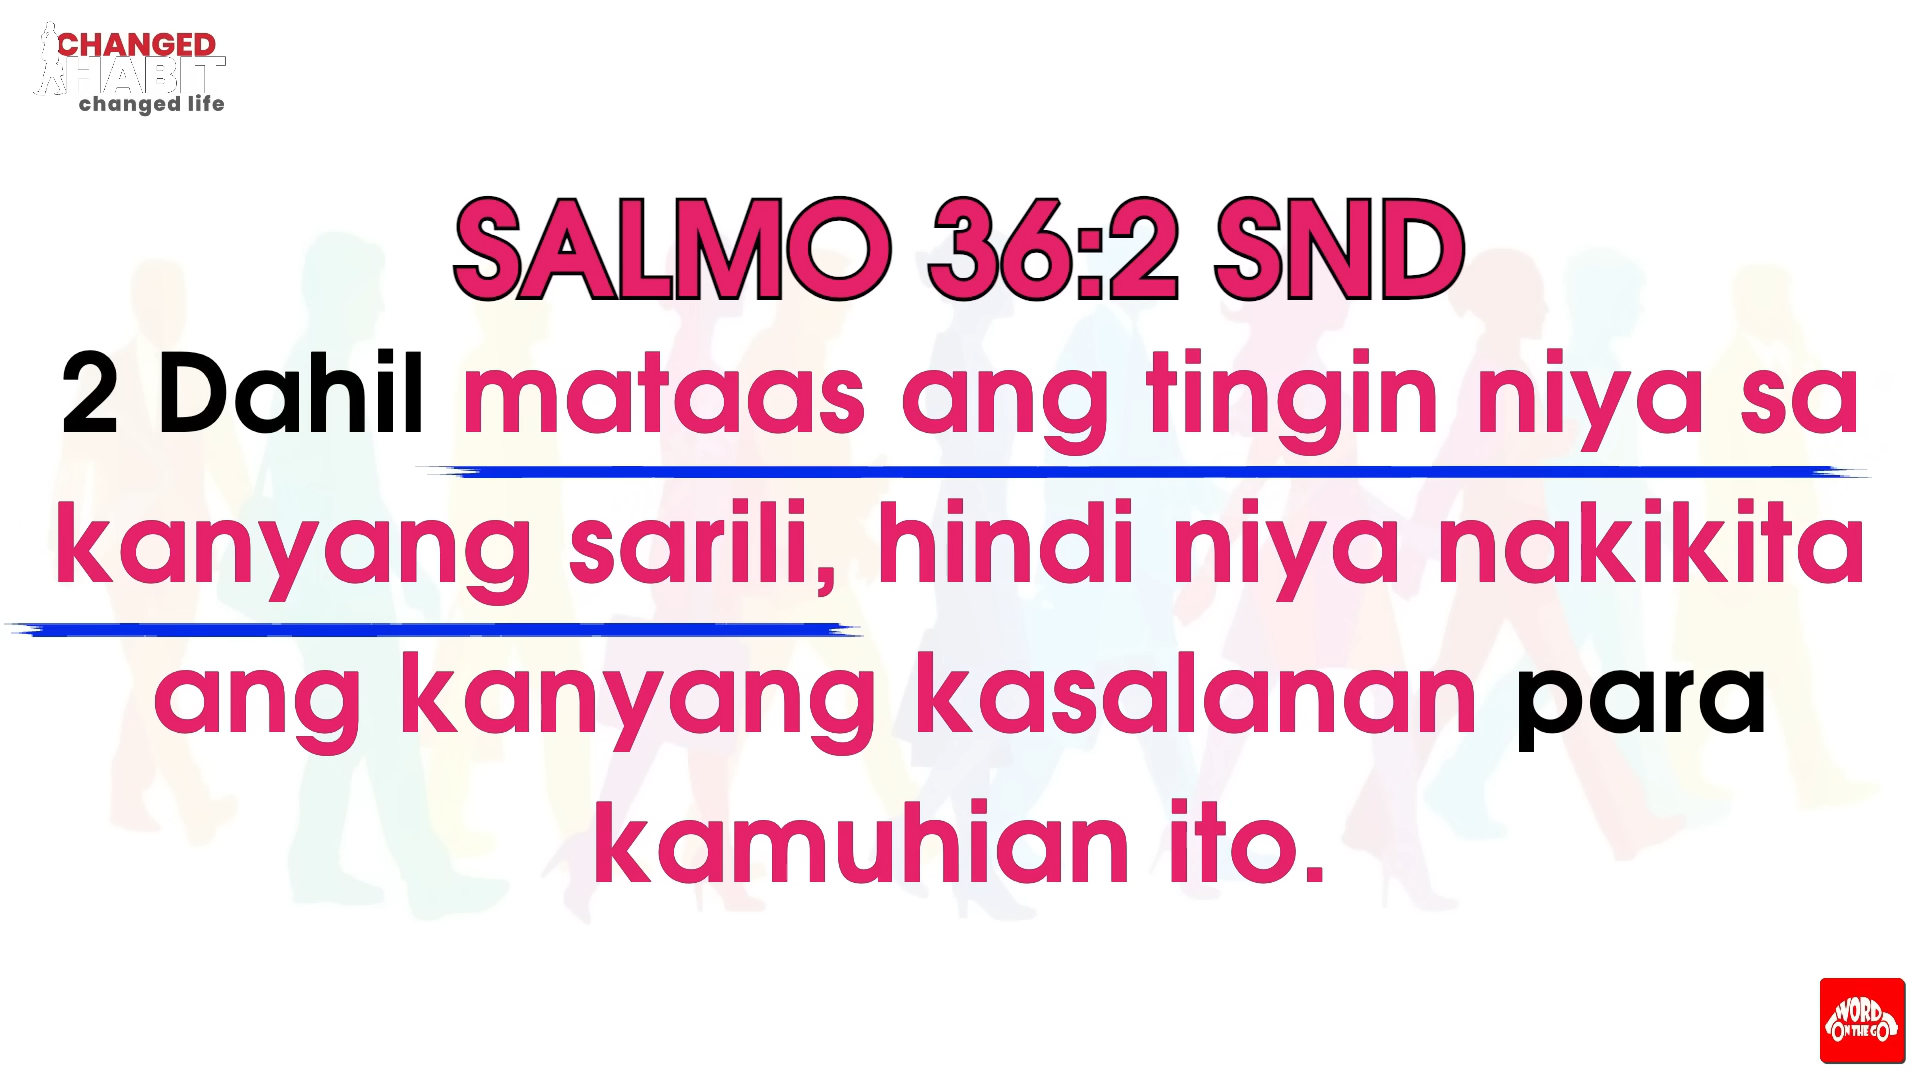 CHANGED
HABIT
changed life
SALMO 36:2 SND
2 Dahil mataas ang tingin niya sa
kanyang sarili, hindi niya nakikita
ang kanyang kasalanan para
kamuhian ito.
WORD
ON THE GO